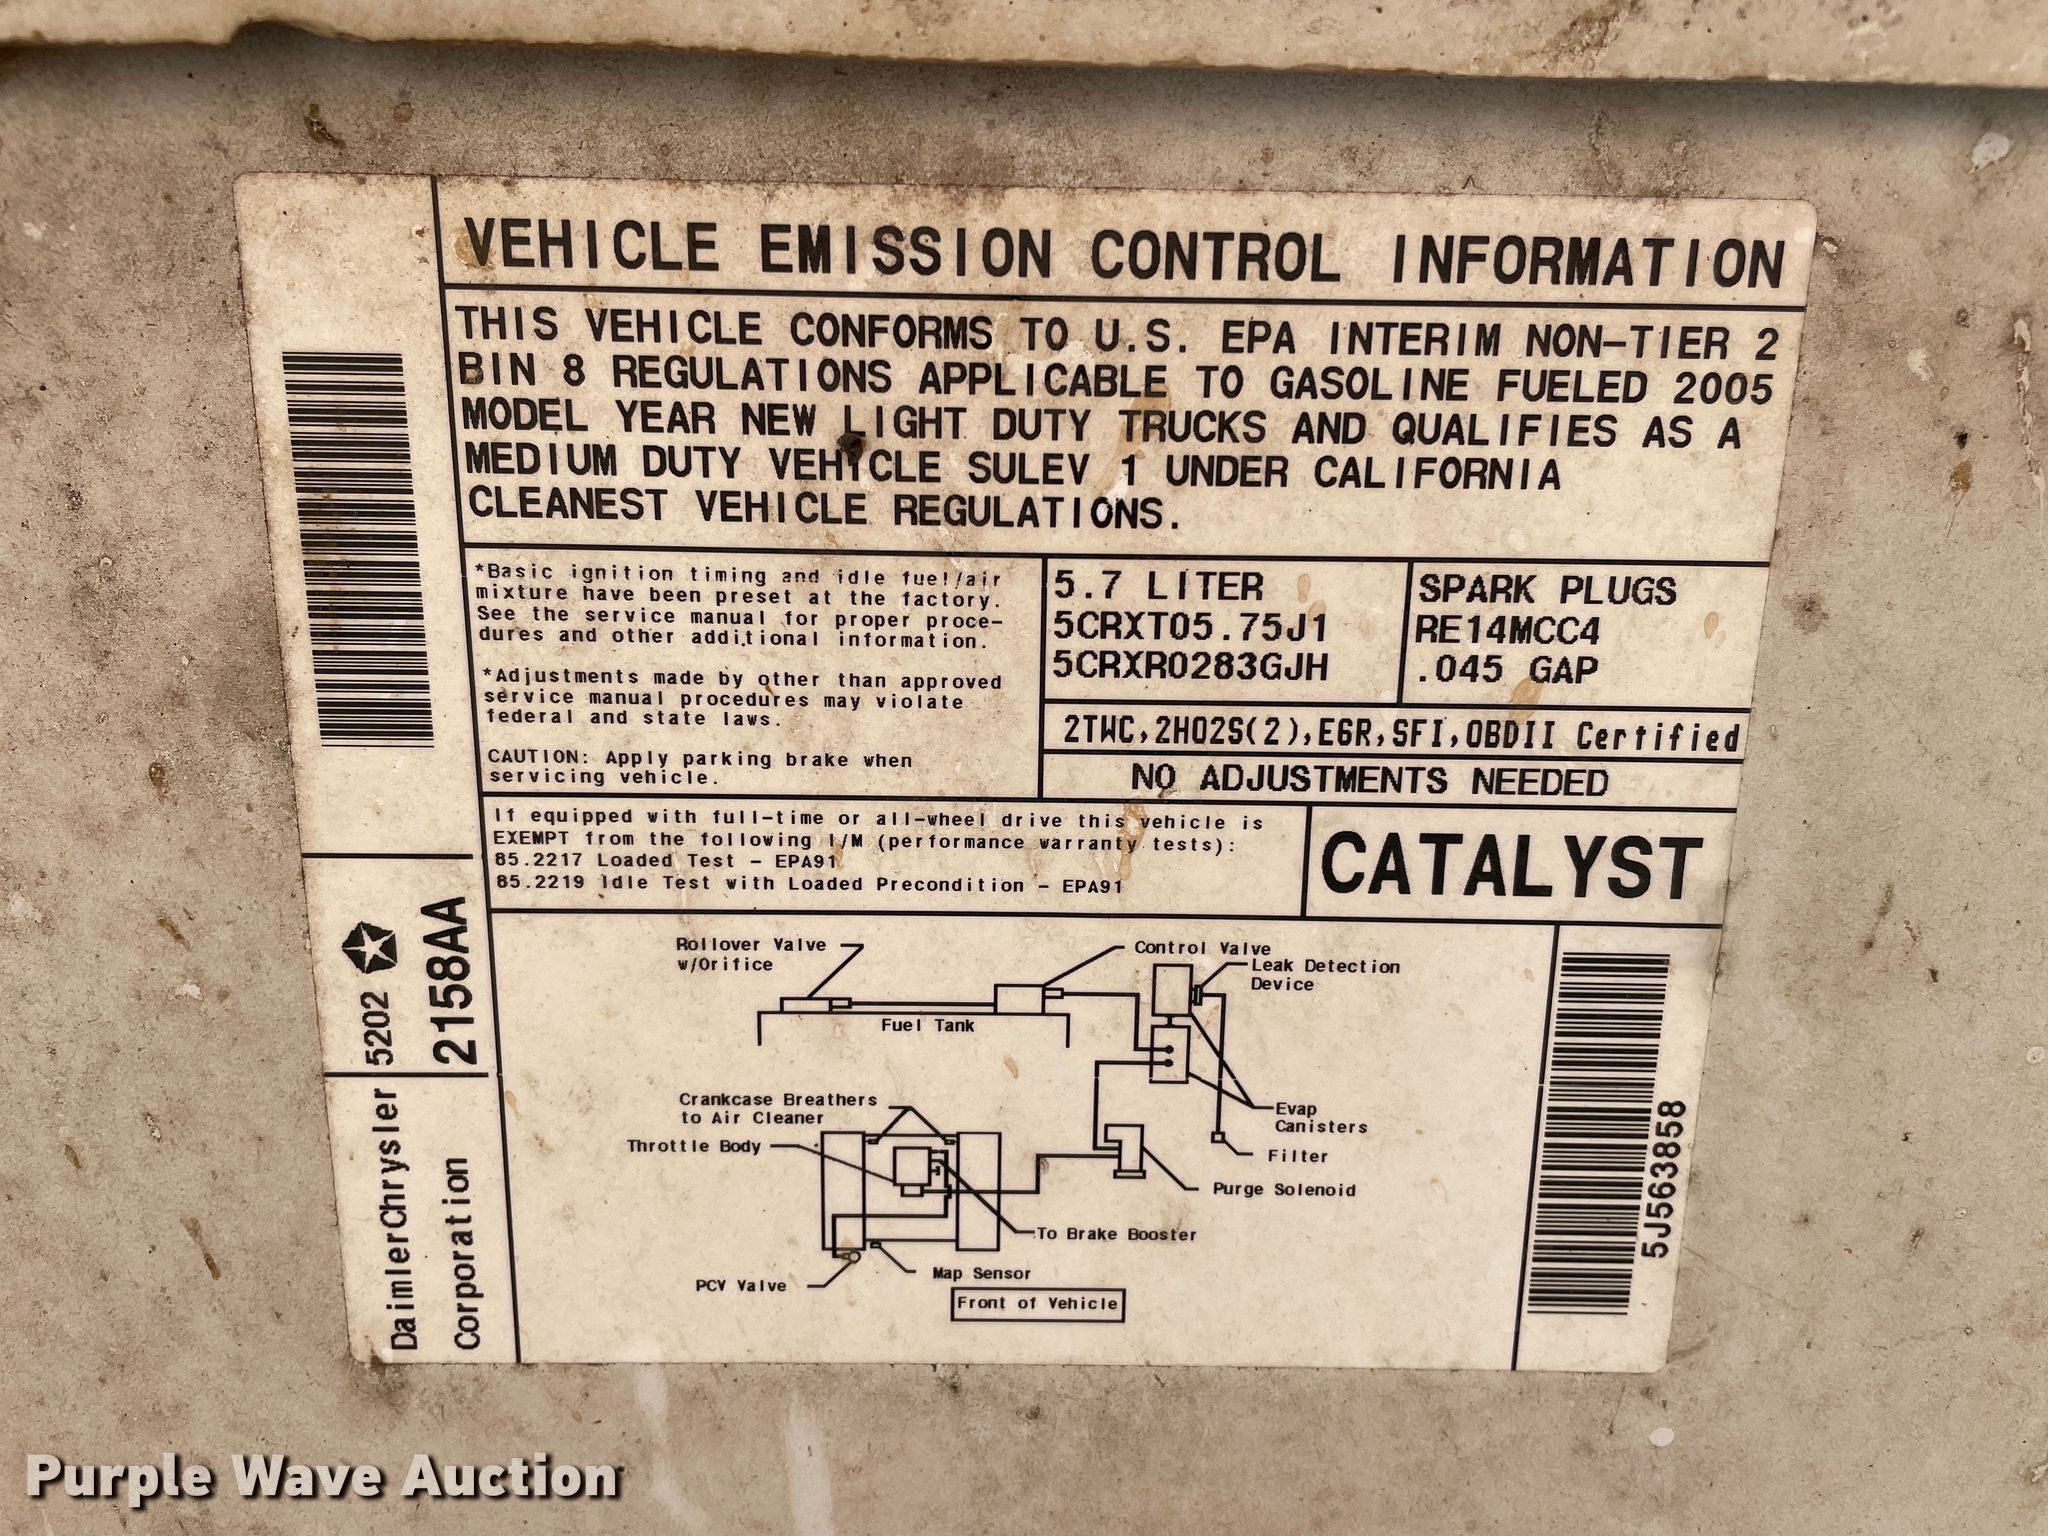 VEHICLE EMISSION CONTROL INFORMATION
THIS VEHICLE CONFORMS TO U.S. EPA INTERIM NON-TIER 2
BIN 8 REGULATIONS APPLICABLE TO GASOLINE FUELED 2005
MODEL YEAR NEW LIGHT DUTY TRUCKS AND QUALIFIES AS A
MEDIUM DUTY VEHICLE SULEV 1 UNDER CALIFORNIA
CLEANEST VEHICLE REGULATIONS.
*Basic ignition timing and idle fuel/air
mixture have been preset at the factory.
See the service manual for proper proce-
dures and other additional information.
*Adjustments made by other than approved
service manual procedures may violate
federal and state laws.
CAUTION: Apply parking brake when
servicing vehicle.
5.7 LITER
5CRXT05.75J1
5CRXR0283GJH
SPARK PLUGS
RE14MCC4
.045 GAP
2TWC,2HO2S(2),EGR,SFI,OBDII Certified
NO ADJUSTMENTS NEEDED
If equipped with full-time or all-wheel drive this vehicle is
EXEMPT from the following I/M (performance warranty tests):
85.2217 Loaded Test - EPA91
85.2219 Idle Test with Loaded Precondition - EPA91
CATALYST
Rollover Valve
w/Orifice
Control Valve
Leak Detection
Device
Fuel Tank
Crankcase Breathers
to Air Cleaner
Throttle Body
Evap
Canisters
Filter
Purge Solenoid
To Brake Booster
Map Sensor
PCV Valve
Front of Vehicle
DaimlerChrysler
Corporation
5202
2158AA
5J563858
Purple Wave Auction